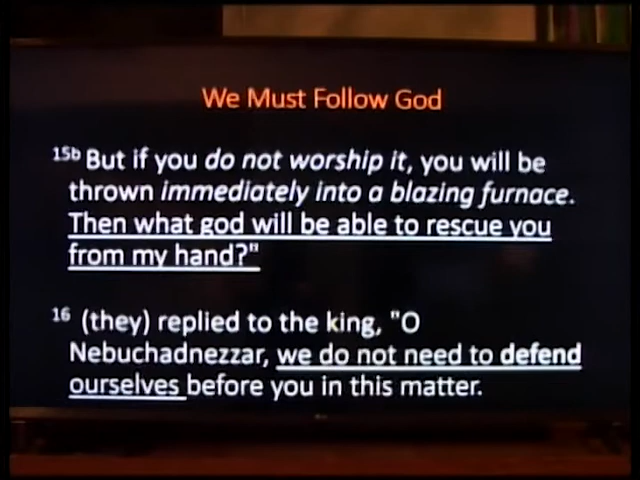 We Must Follow God
15b But if you do not worship it, you will be
thrown immediately into a blazing furnace.
Then what god will be able to rescue you
from my hand?"
16 (they) replied to the king, "O
Nebuchadnezzar, we do not need to defend
ourselves before you in this matter.